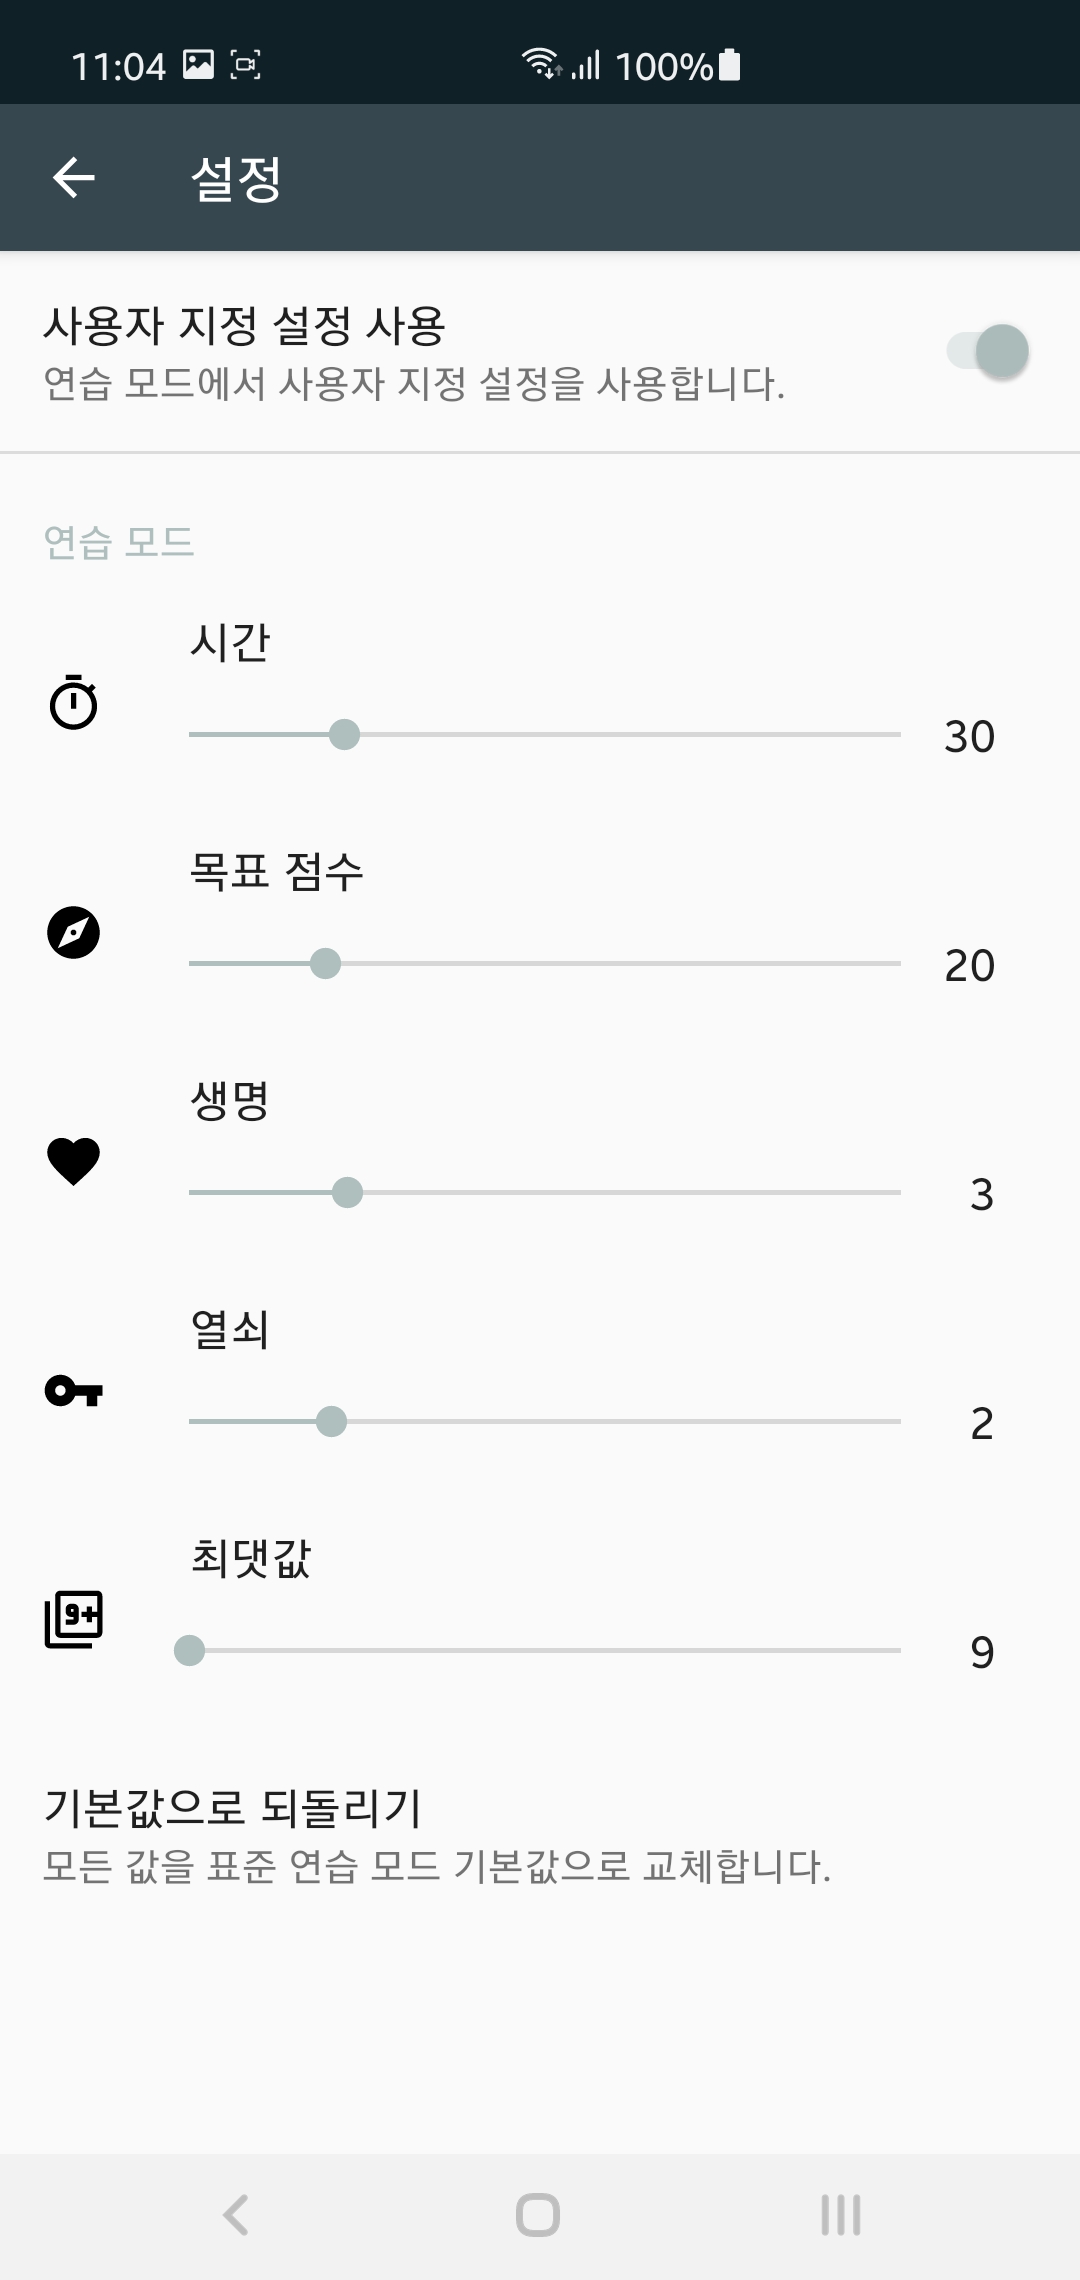 11:04 100%
설정
사용자 지정 설정 사용
연습 모드에서 사용자 지정 설정을 사용합니다.
연습 모드
시간
30
목표 점수
20
생명
3
열쇠
2
최댓값
9+
9
기본값으로 되돌리기
모든 값을 표준 연습 모드 기본값으로 교체합니다.